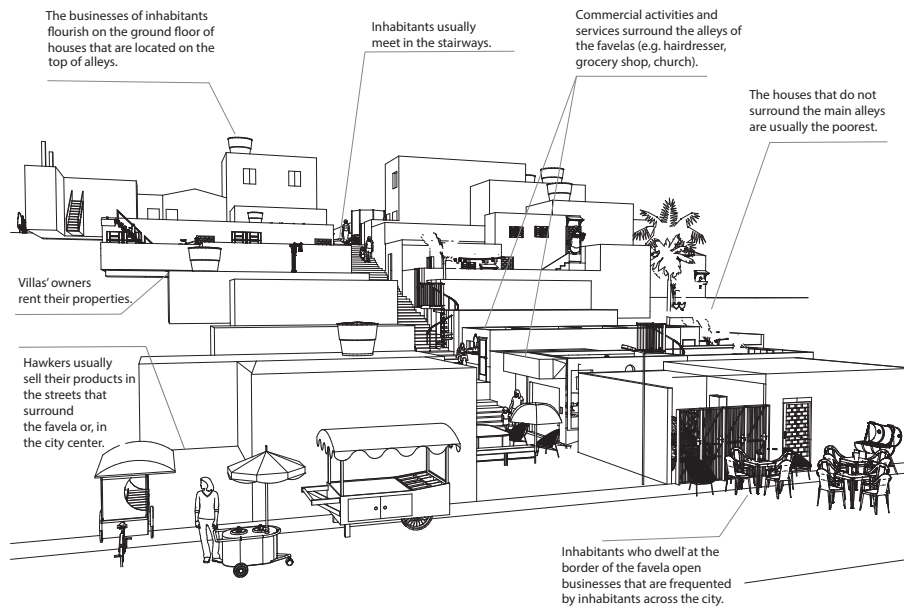 The businesses of inhabitants
flourish on the ground floor of
houses that are located on the
top of alleys.
Inhabitants usually
meet in the stairways.
Commercial activities and
services surround the alleys of
the favelas (e.g. hairdresser,
grocery shop, church).
The houses that do not
surround the main alleys
are usually the poorest.
Villas’ owners
rent their properties.
Hawkers usually
sell their products in
the streets that
surround
the favela or, in
the city center.
Inhabitants who dwell at the
border of the favela open
businesses that are frequented
by inhabitants across the city.